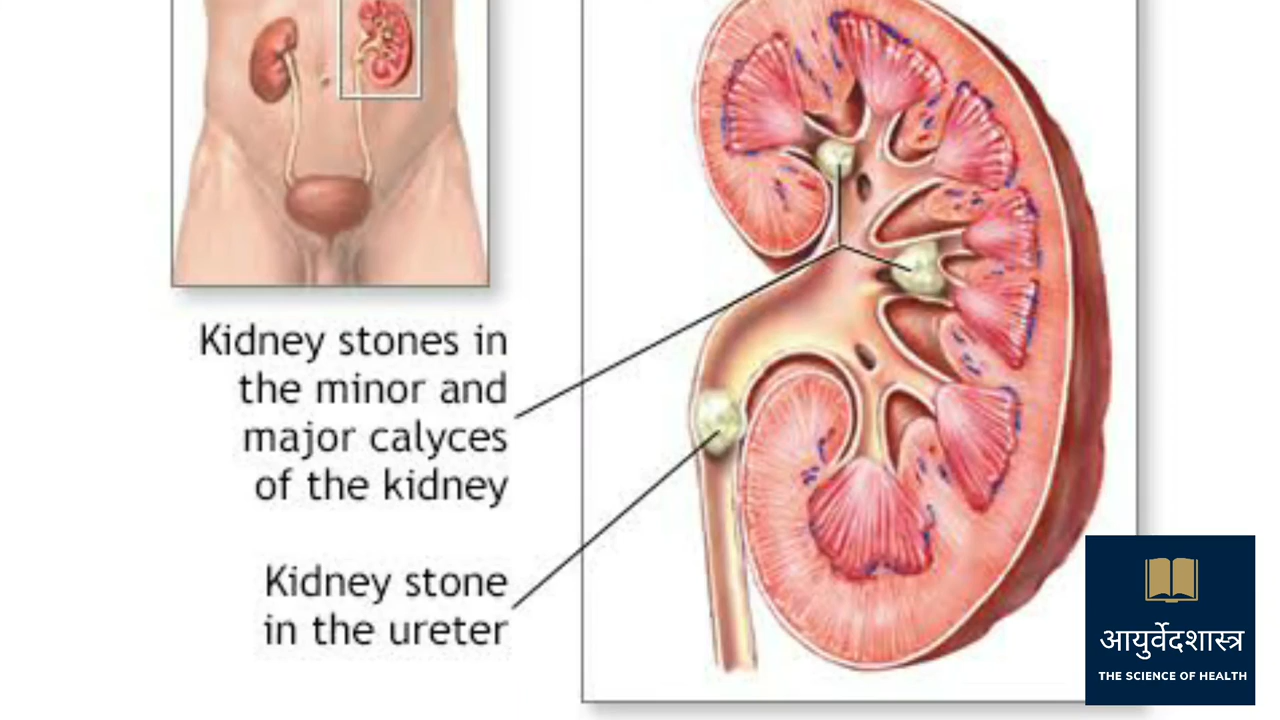 Kidney stones in
the minor and
major calyces
of the kidney
Kidney stone
in the ureter
आयुर्वेदशास्त्र
THE SCIENCE OF HEALTH